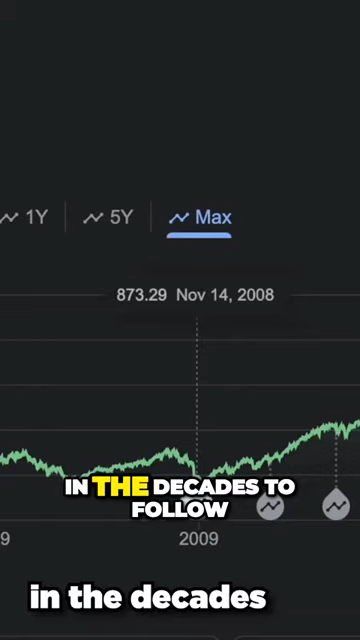 1Y 5Y Max
873.29 Nov 14, 2008
IN THE DECADES TO
FOLLOW
9 2009
in the decades